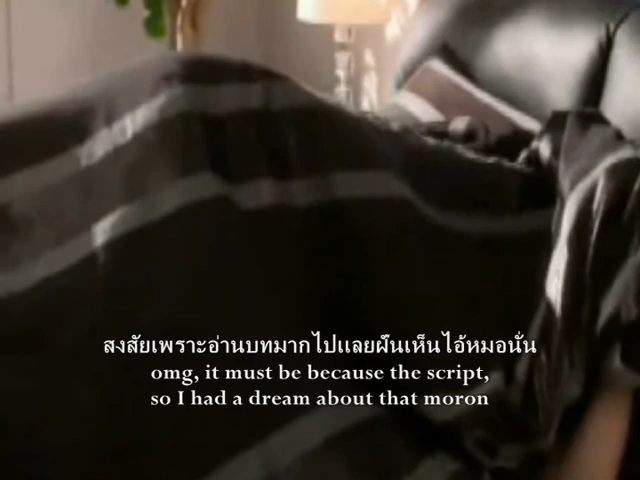 สงสัยเพราะอ่านบทมากไปแลยฝันเห็นไอ้หมอนั่น
omg, it must be because the script,
so I had a dream about that moron